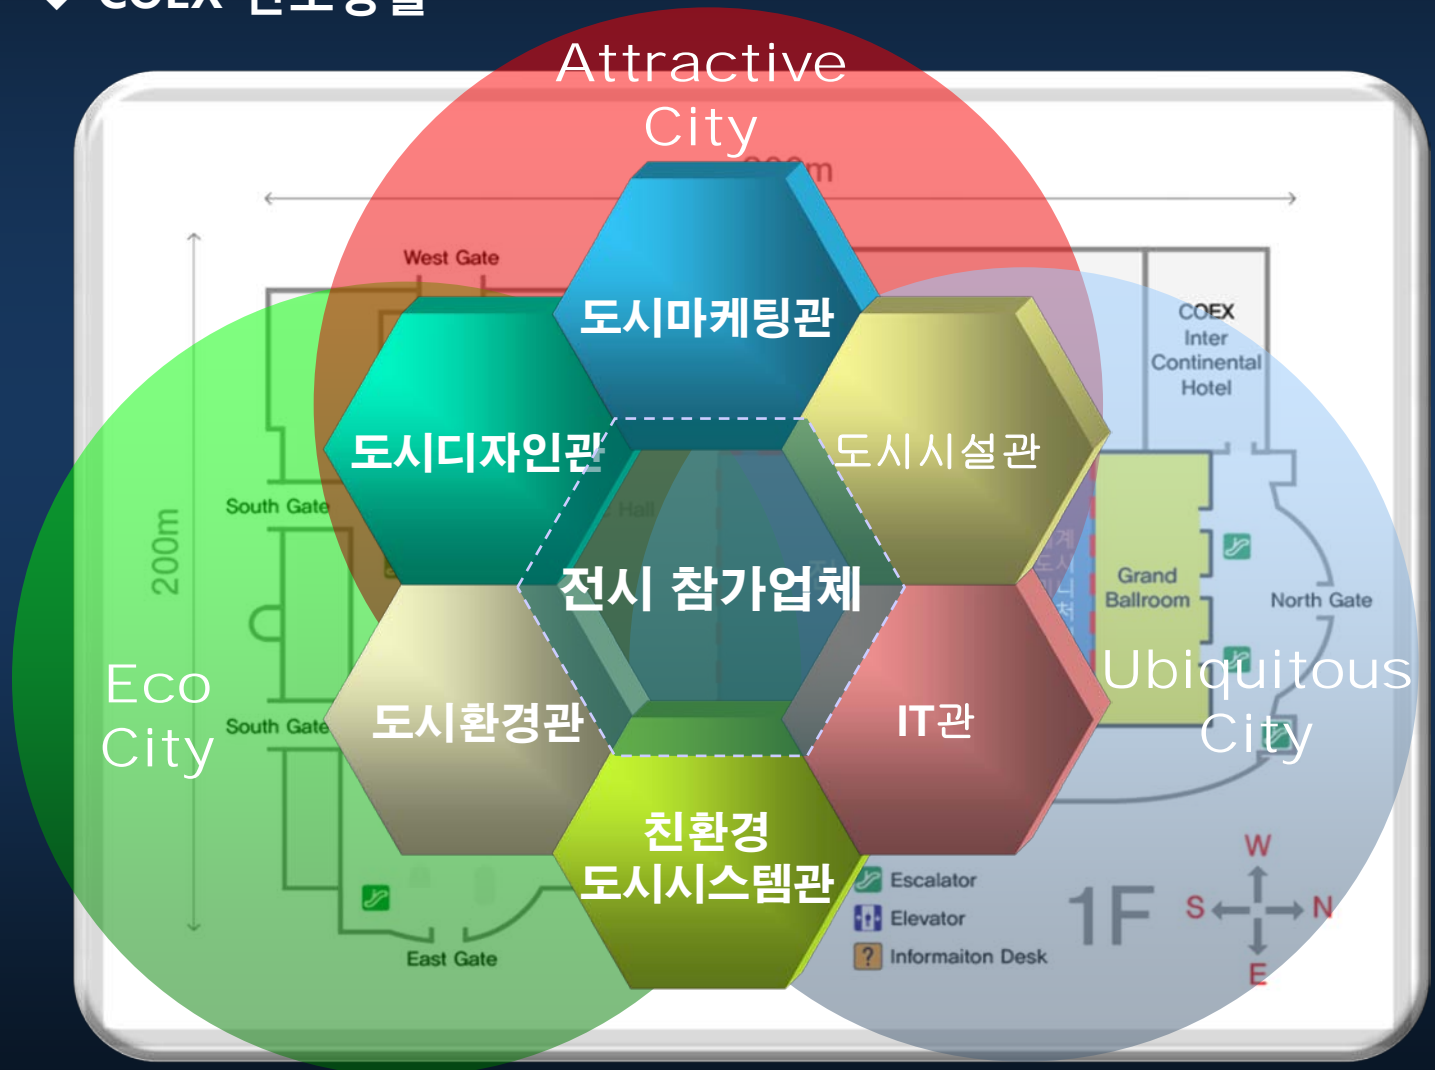 COEX
Attractive
City
West Gate
도시마케팅관
COEX
Inter
Continental
Hotel
도시디자인관
도시시설관
South Gate
Hall
200m
전시 참가업체
Grand
Ballroom
North Gate
Eco
City
Ubiquitous
City
South Gate
도시환경관
IT관
친환경
도시시스템관
Escalator
Elevator
Informaiton Desk
1F
W
S
N
E
East Gate